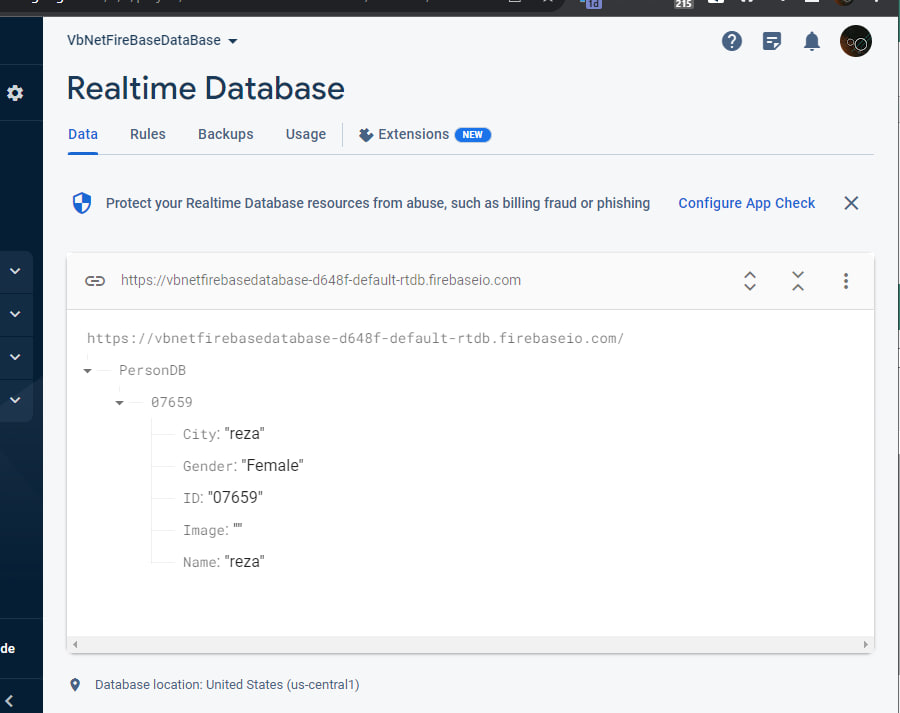 1d
215
VbNetFireBaseDataBase
Realtime Database
Data Rules Backups Usage Extensions NEW
Protect your Realtime Database resources from abuse, such as billing fraud or phishing Configure App Check
https://vbnetfirebasedatabase-d648f-default-rtdb.firebaseio.com
https://vbnetfirebasedatabase-d648f-default-rtdb.firebaseio.com/
PersonDB
07659
City: "reza"
Gender: "Female"
ID: "07659"
Image: ""
Name: "reza"
de
Database location: United States (us-central1)